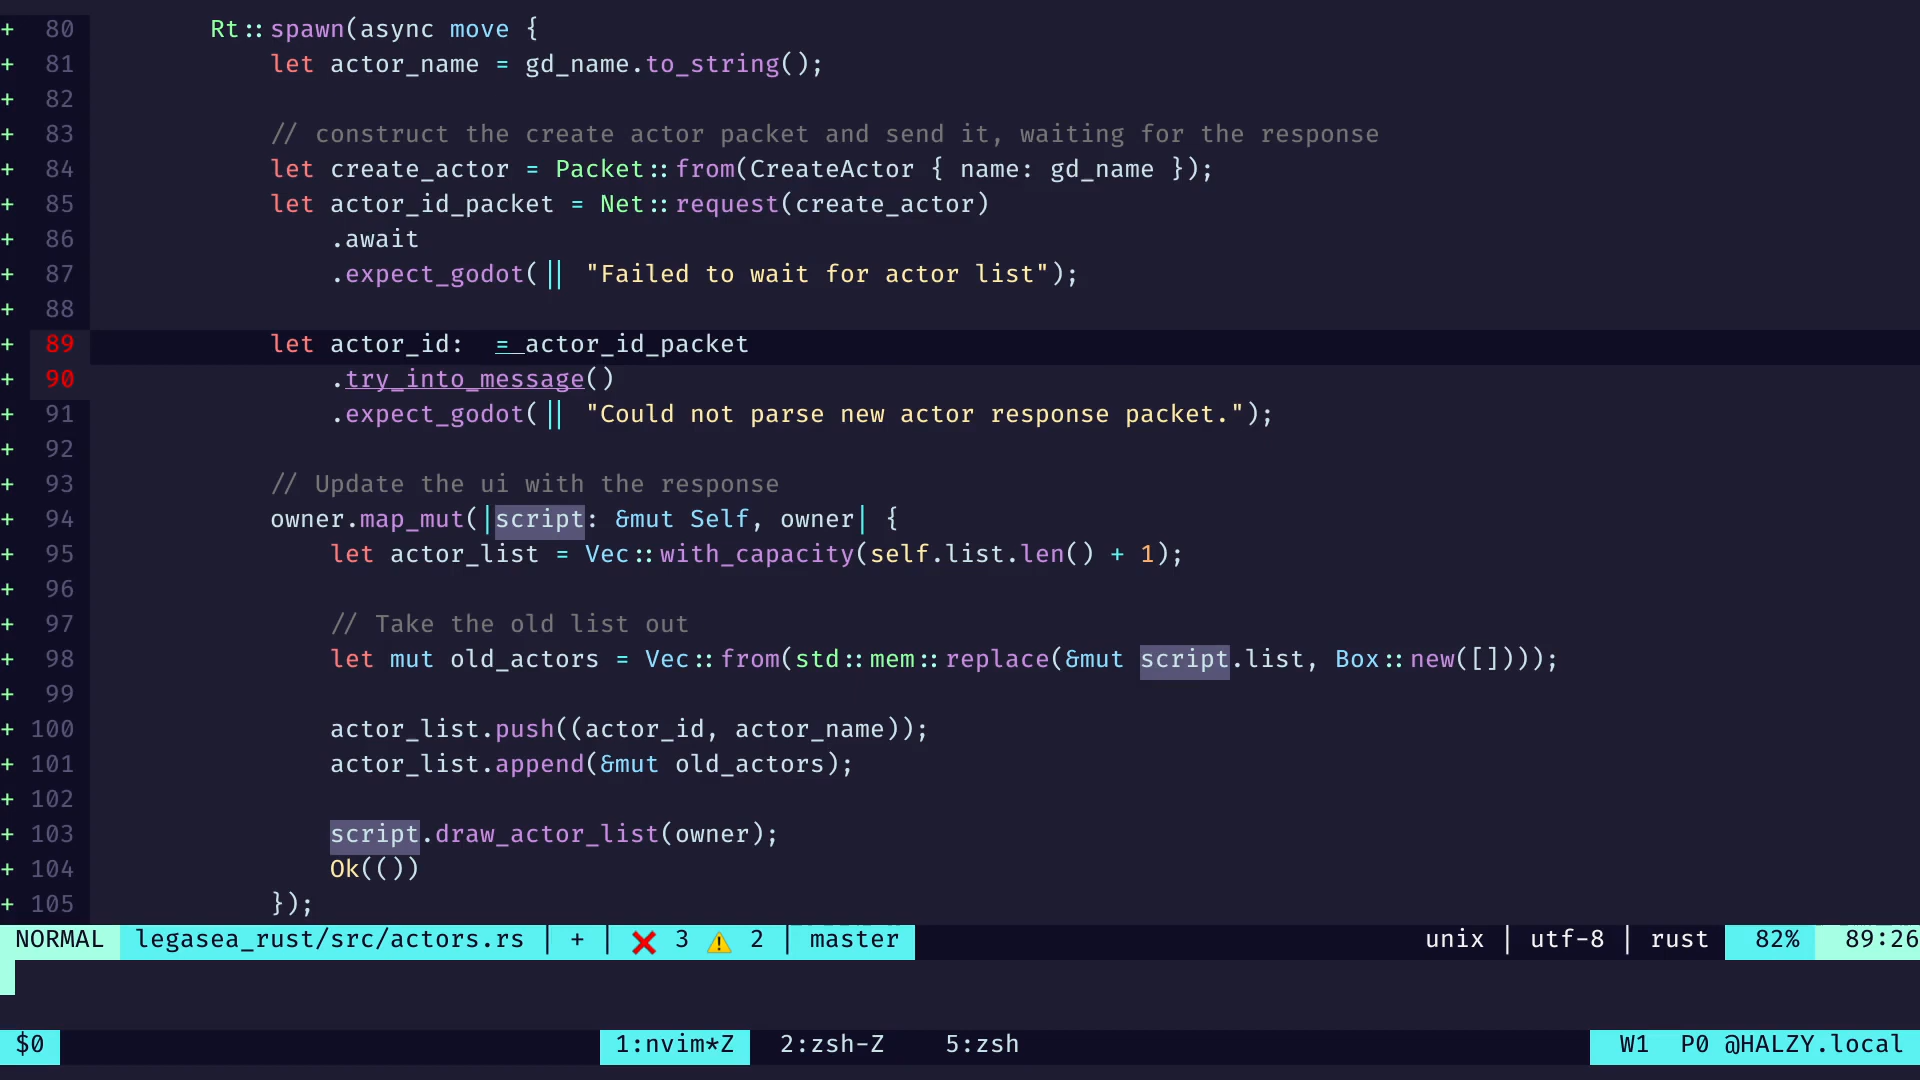 + 80         Rt::spawn(async move {
+ 81             let actor_name = gd_name.to_string();
+ 82
+ 83             // construct the create actor packet and send it, waiting for the response
+ 84             let create_actor = Packet::from(CreateActor { name: gd_name });
+ 85             let actor_id_packet = Net::request(create_actor)
+ 86                 .await
+ 87                 .expect_godot(|| "Failed to wait for actor list");
+ 88
+ 89             let actor_id:  = actor_id_packet
+ 90                 .try_into_message()
+ 91                 .expect_godot(|| "Could not parse new actor response packet.");
+ 92
+ 93             // Update the ui with the response
+ 94             owner.map_mut(|script: &mut Self, owner| {
+ 95                 let actor_list = Vec::with_capacity(self.list.len() + 1);
+ 96
+ 97                 // Take the old list out
+ 98                 let mut old_actors = Vec::from(std::mem::replace(&mut script.list, Box::new([])));
+ 99
+ 100                 actor_list.push((actor_id, actor_name));
+ 101                 actor_list.append(&mut old_actors);
+ 102
+ 103                 script.draw_actor_list(owner);
+ 104                 Ok(())
+ 105             });
NORMAL legasea_rust/src/actors.rs | + | ❌ 3 ⚠ 2 | master unix | utf-8 | rust 82% 89:26
$0 1:nvim*Z 2:zsh-Z 5:zsh W1 P0 @HALZY.local